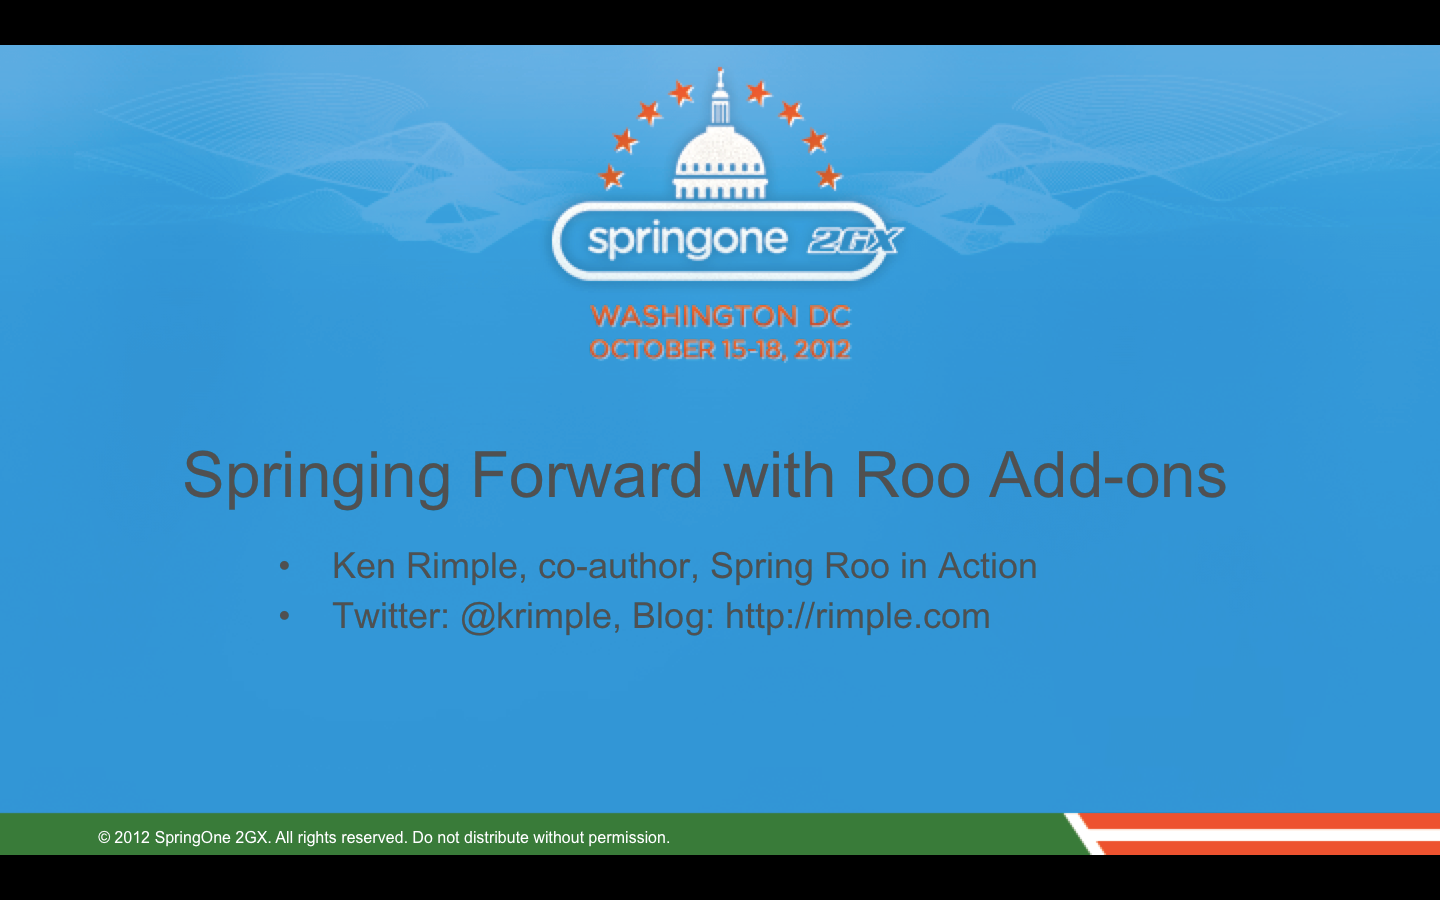 springone 2GX
WASHINGTON DC
OCTOBER 15-18, 2012
Springing Forward with Roo Add-ons
• Ken Rimple, co-author, Spring Roo in Action
• Twitter: @krimple, Blog: http://rimple.com
© 2012 SpringOne 2GX. All rights reserved. Do not distribute without permission.